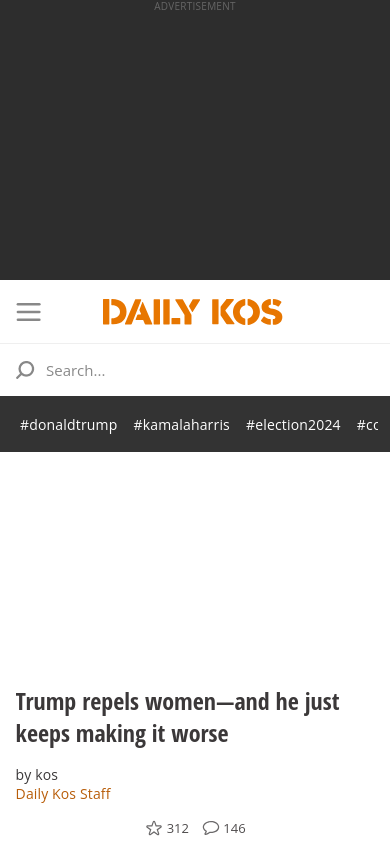 ADVERTISEMENT
DAILY KOS
Search...
#donaldtrump #kamalaharris #election2024
Trump repels women—and he just
keeps making it worse
by kos
Daily Kos Staff
312 146